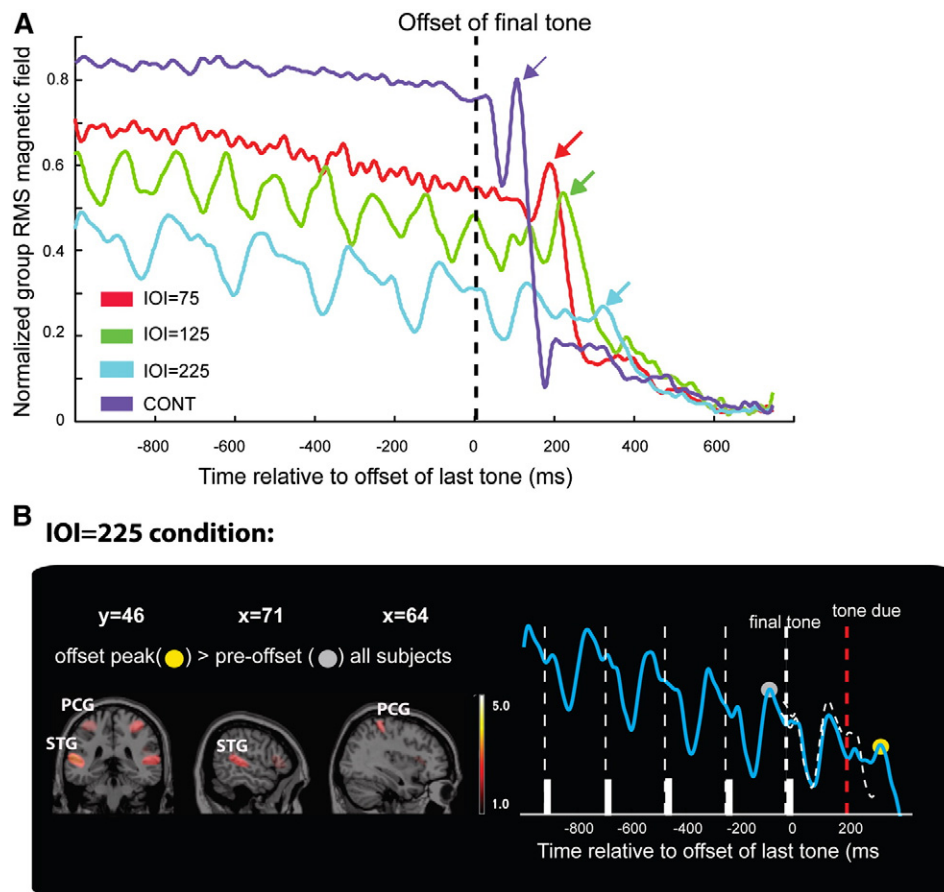 A
Offset of final tone
Normalized group RMS magnetic field
0.8
0.6
0.4
0.2
0
IOI=75
IOI=125
IOI=225
CONT
-800 -600 -400 -200 0 200 400 600
Time relative to offset of last tone (ms)
B IOI=225 condition:
y=46 x=71 x=64
offset peak( ) > pre-offset ( ) all subjects
PCG
STG
STG
PCG
5.0
1.0
final tone
tone due
-800 -600 -400 -200 0 200
Time relative to offset of last tone (ms